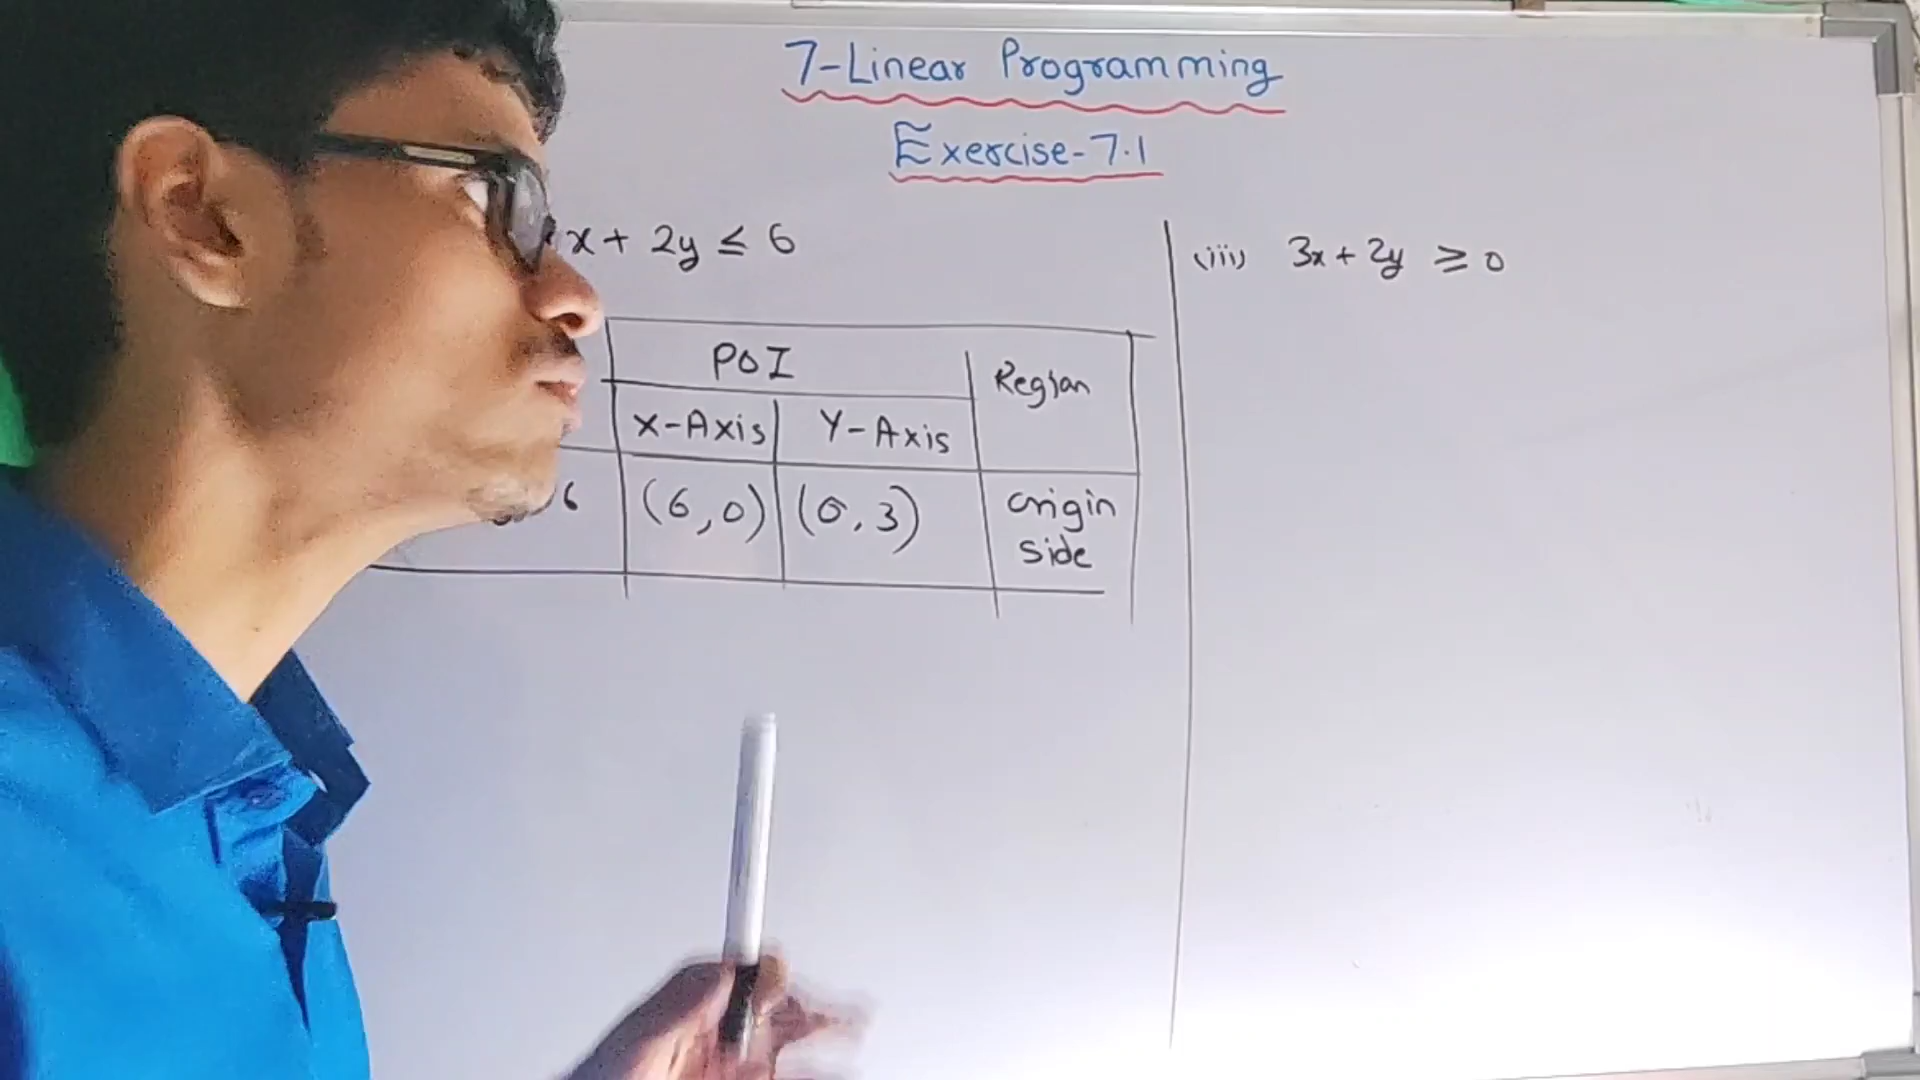 7-Linear Programming
Exercise-7.1
x + 2y ≤ 6
POI
Region
X-Axis
Y-Axis
6
(6,0)
(0,3)
origin
side
(iii) 3x + 2y ≥ 0